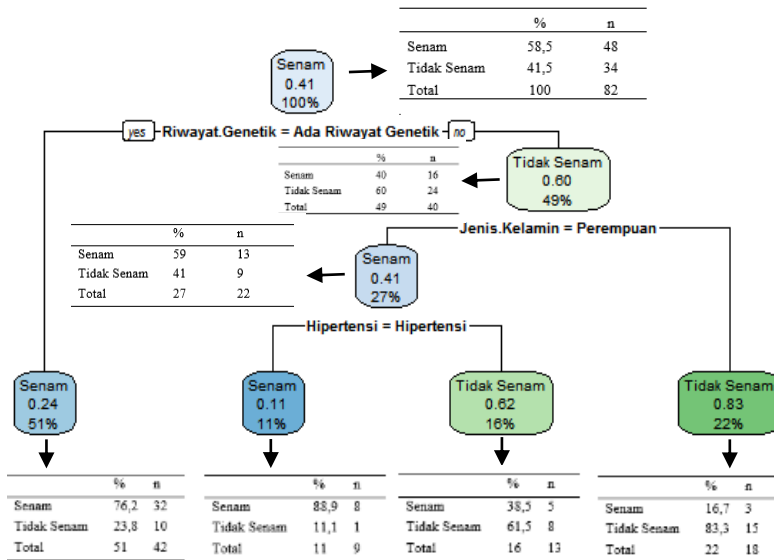 % n
Senam 58,5 48
Tidak Senam 41,5 34
Total 100 82
Senam
0.41
100%
yes Riwayat.Genetik = Ada Riwayat Genetik no
% n
Senam 40 16
Tidak Senam 60 24
Total 49 40
Tidak Senam
0.60
49%
Jenis.Kelamin = Perempuan
% n
Senam 59 13
Tidak Senam 41 9
Total 27 22
Senam
0.41
27%
Hipertensi = Hipertensi
Senam
0.24
51%
Senam
0.11
11%
Tidak Senam
0.62
16%
Tidak Senam
0.83
22%
% n
Senam 76,2 32
Tidak Senam 23,8 10
Total 51 42
% n
Senam 88,9 8
Tidak Senam 11,1 1
Total 11 9
% n
Senam 38,5 5
Tidak Senam 61,5 8
Total 16 13
% n
Senam 16,7 3
Tidak Senam 83,3 15
Total 22 18